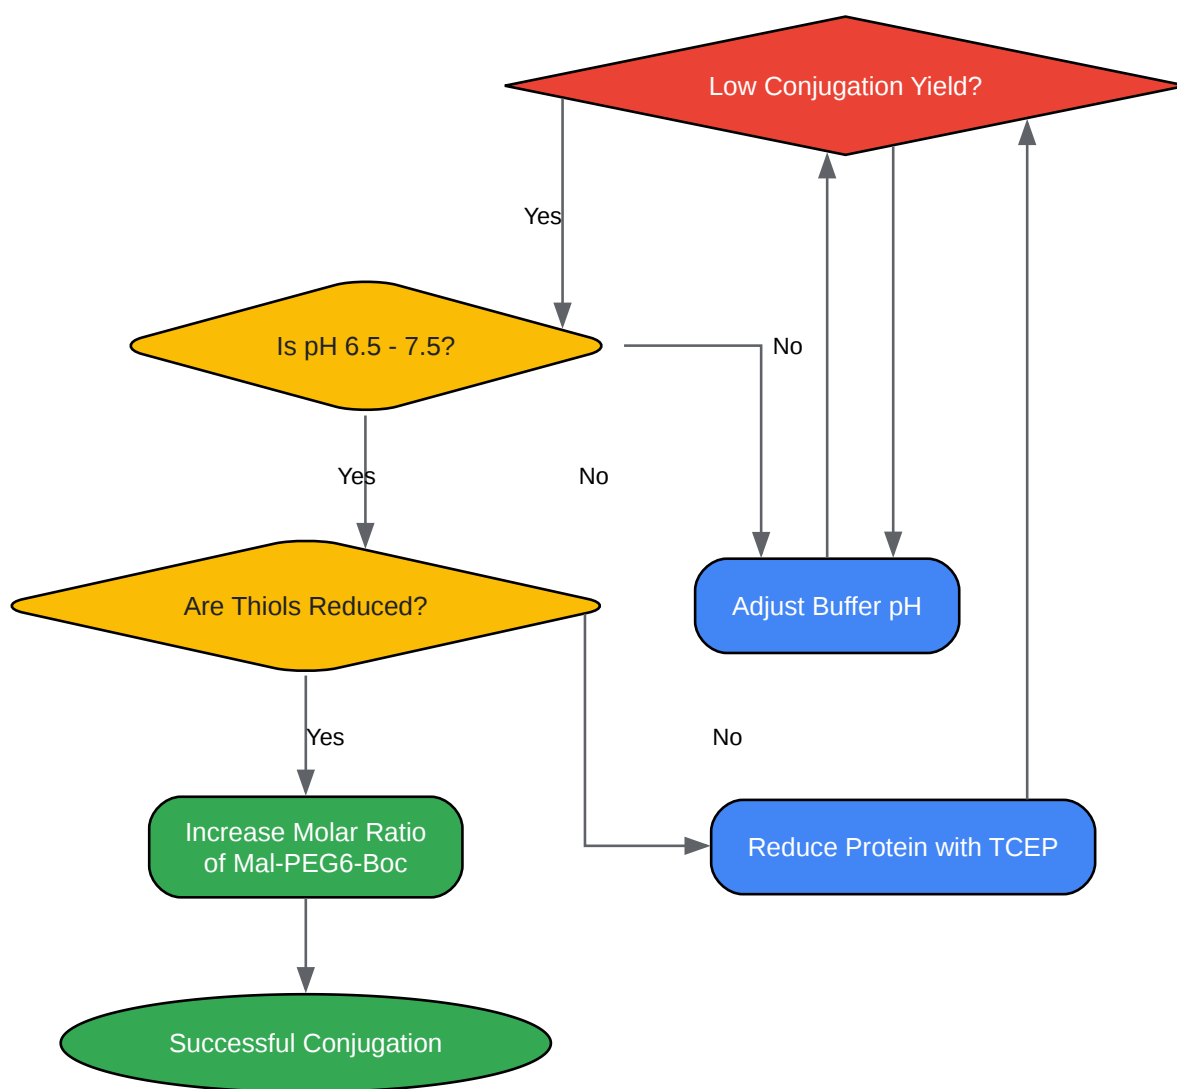 Low Conjugation Yield?
Yes
Is pH 6.5 - 7.5?
No
Yes
No
Are Thiols Reduced?
Adjust Buffer pH
Yes
No
Increase Molar Ratio
of Mal-PEG6-Boc
Reduce Protein with TCEP
Successful Conjugation